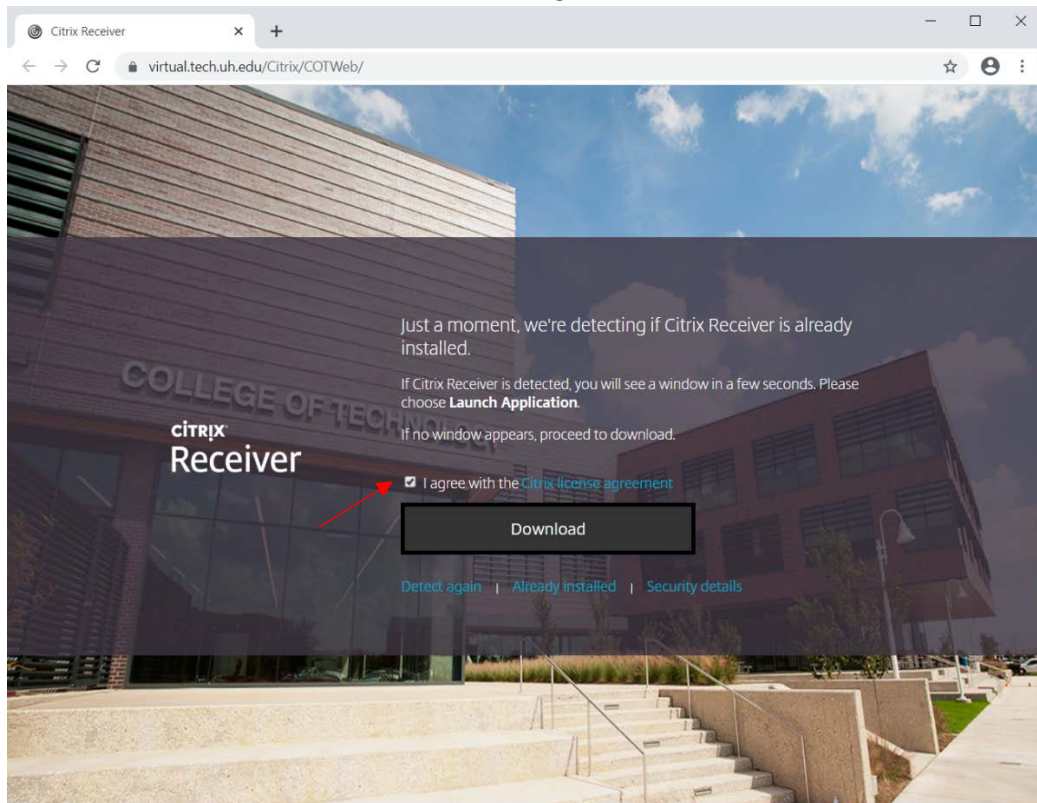 Citrix Receiver
virtual.tech.uh.edu/Citrix/COTWeb/
COLLEGE OF TECHNOLOGY
Just a moment, we're detecting if Citrix Receiver is already
installed.
If Citrix Receiver is detected, you will see a window in a few seconds. Please
choose Launch Application.
If no window appears, proceed to download.
CITRIX
Receiver
I agree with the Citrix license agreement
Download
Detect again | Already installed | Security details